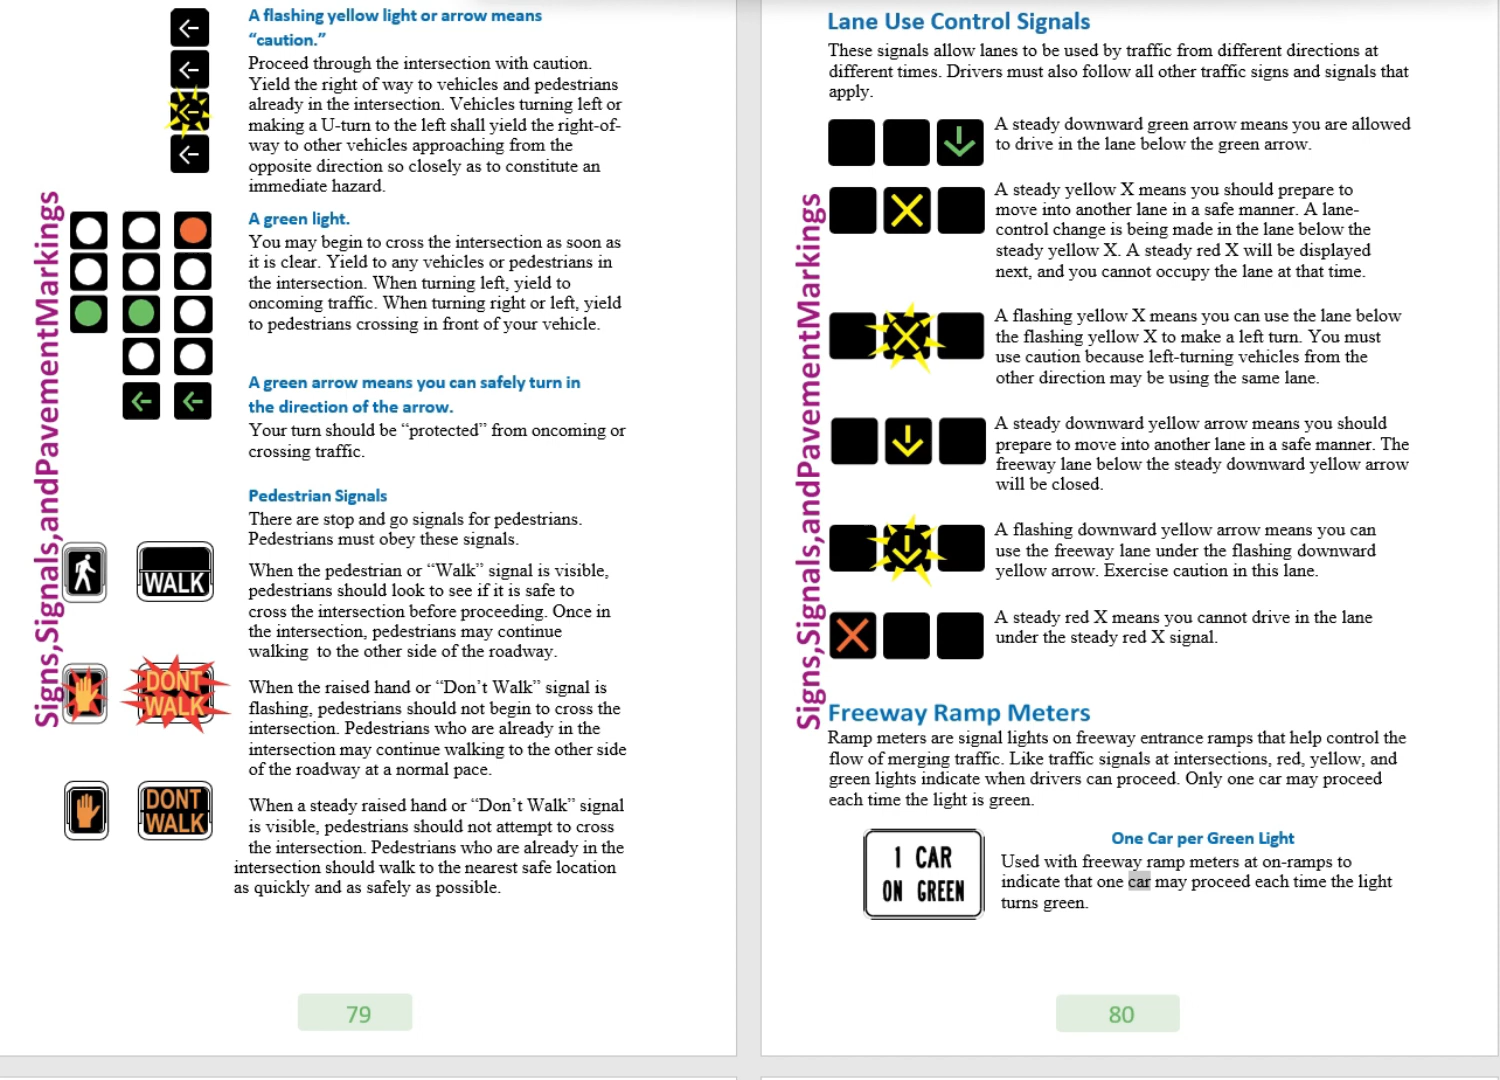 A flashing yellow light or arrow means
“caution.”
Proceed through the intersection with caution.
Yield the right of way to vehicles and pedestrians
already in the intersection. Vehicles turning left or
making a U-turn to the left shall yield the right-of-
way to other vehicles approaching from the
opposite direction so closely as to constitute an
immediate hazard.
A green light.
You may begin to cross the intersection as soon as
it is clear. Yield to any vehicles or pedestrians in
the intersection. When turning left, yield to
oncoming traffic. When turning right or left, yield
to pedestrians crossing in front of your vehicle.
A green arrow means you can safely turn in
the direction of the arrow.
Your turn should be “protected” from oncoming or
crossing traffic.
Pedestrian Signals
There are stop and go signals for pedestrians.
Pedestrians must obey these signals.
WALK
When the pedestrian or “Walk” signal is visible,
pedestrians should look to see if it is safe to
cross the intersection before proceeding. Once in
the intersection, pedestrians may continue
walking to the other side of the roadway.
DONT
WALK
When the raised hand or “Don’t Walk” signal is
flashing, pedestrians should not begin to cross the
intersection. Pedestrians who are already in the
intersection may continue walking to the other side
of the roadway at a normal pace.
DONT
WALK
When a steady raised hand or “Don’t Walk” signal
is visible, pedestrians should not attempt to cross
the intersection. Pedestrians who are already in the
intersection should walk to the nearest safe location
as quickly and as safely as possible.
Signs,Signals,andPavementMarkings
79
Lane Use Control Signals
These signals allow lanes to be used by traffic from different directions at
different times. Drivers must also follow all other traffic signs and signals that
apply.
A steady downward green arrow means you are allowed
to drive in the lane below the green arrow.
A steady yellow X means you should prepare to
move into another lane in a safe manner. A lane-
control change is being made in the lane below the
steady yellow X. A steady red X will be displayed
next, and you cannot occupy the lane at that time.
A flashing yellow X means you can use the lane below
the flashing yellow X to make a left turn. You must
use caution because left-turning vehicles from the
other direction may be using the same lane.
A steady downward yellow arrow means you should
prepare to move into another lane in a safe manner. The
freeway lane below the steady downward yellow arrow
will be closed.
A flashing downward yellow arrow means you can
use the freeway lane under the flashing downward
yellow arrow. Exercise caution in this lane.
A steady red X means you cannot drive in the lane
under the steady red X signal.
Freeway Ramp Meters
Ramp meters are signal lights on freeway entrance ramps that help control the
flow of merging traffic. Like traffic signals at intersections, red, yellow, and
green lights indicate when drivers can proceed. Only one car may proceed
each time the light is green.
1 CAR
ON GREEN
One Car per Green Light
Used with freeway ramp meters at on-ramps to
indicate that one car may proceed each time the light
turns green.
Signs,Signals,andPavementMarkings
80